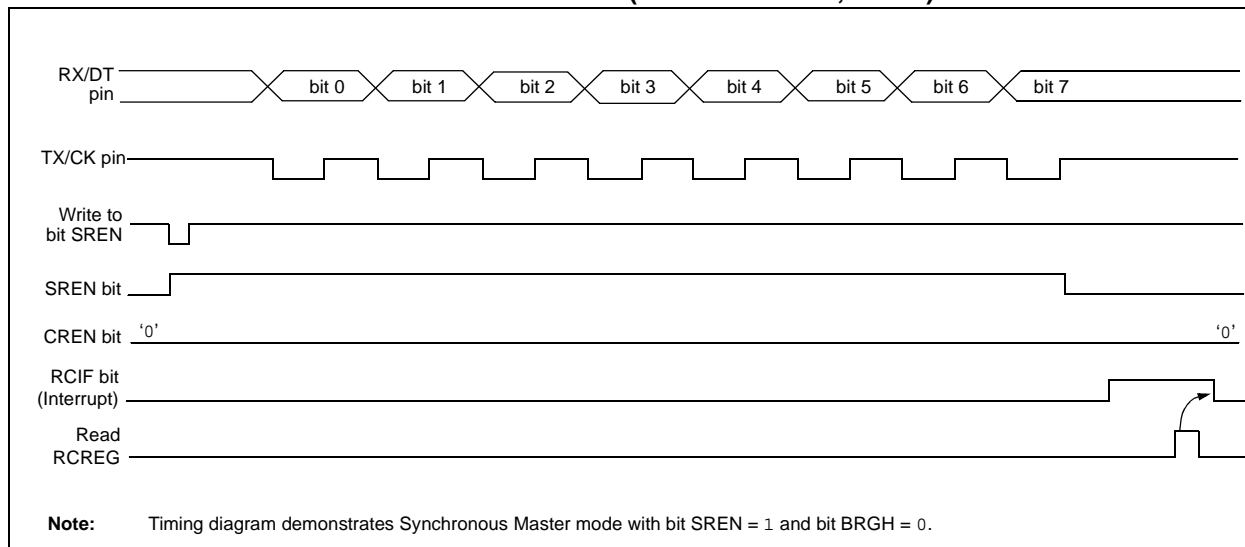 RX/DT
pin
bit 0 bit 1 bit 2 bit 3 bit 4 bit 5 bit 6 bit 7
TX/CK pin
Write to
bit SREN
SREN bit
CREN bit ‘0’ ‘0’
RCIF bit
(Interrupt)
Read
RCREG
Note: Timing diagram demonstrates Synchronous Master mode with bit SREN = 1 and bit BRGH = 0.